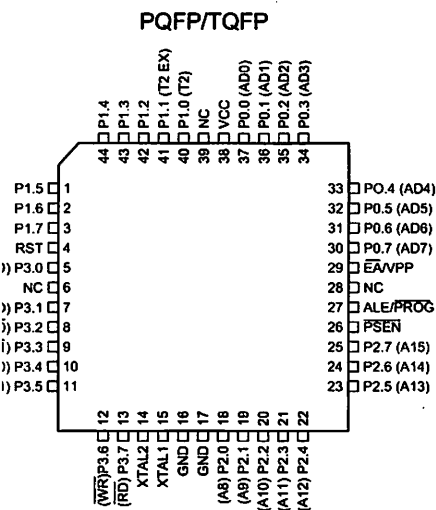 PQFP/TQFP
P1.4
P1.3
P1.2
P1.1 (T2 EX)
P1.0 (T2)
NC
VCC
P0.0 (AD0)
P0.1 (AD1)
P0.2 (AD2)
P0.3 (AD3)
44
43
42
41
40
39
38
37
36
35
34
P1.5 1
P1.6 2
P1.7 3
RST 4
) P3.0 5
NC 6
) P3.1 7
) P3.2 8
) P3.3 9
) P3.4 10
) P3.5 11
33 PO.4 (AD4)
32 P0.5 (AD5)
31 P0.6 (AD6)
30 P0.7 (AD7)
29 E̅A̅/VPP
28 NC
27 ALE/P̅R̅O̅G̅
26 P̅S̅E̅N̅
25 P2.7 (A15)
24 P2.6 (A14)
23 P2.5 (A13)
12
13
14
15
16
17
18
19
20
21
22
(W̅R̅)P3.6
(R̅D̅) P3.7
XTAL2
XTAL1
GND
GND
(A8) P2.0
(A9) P2.1
(A10) P2.2
(A11) P2.3
(A12) P2.4